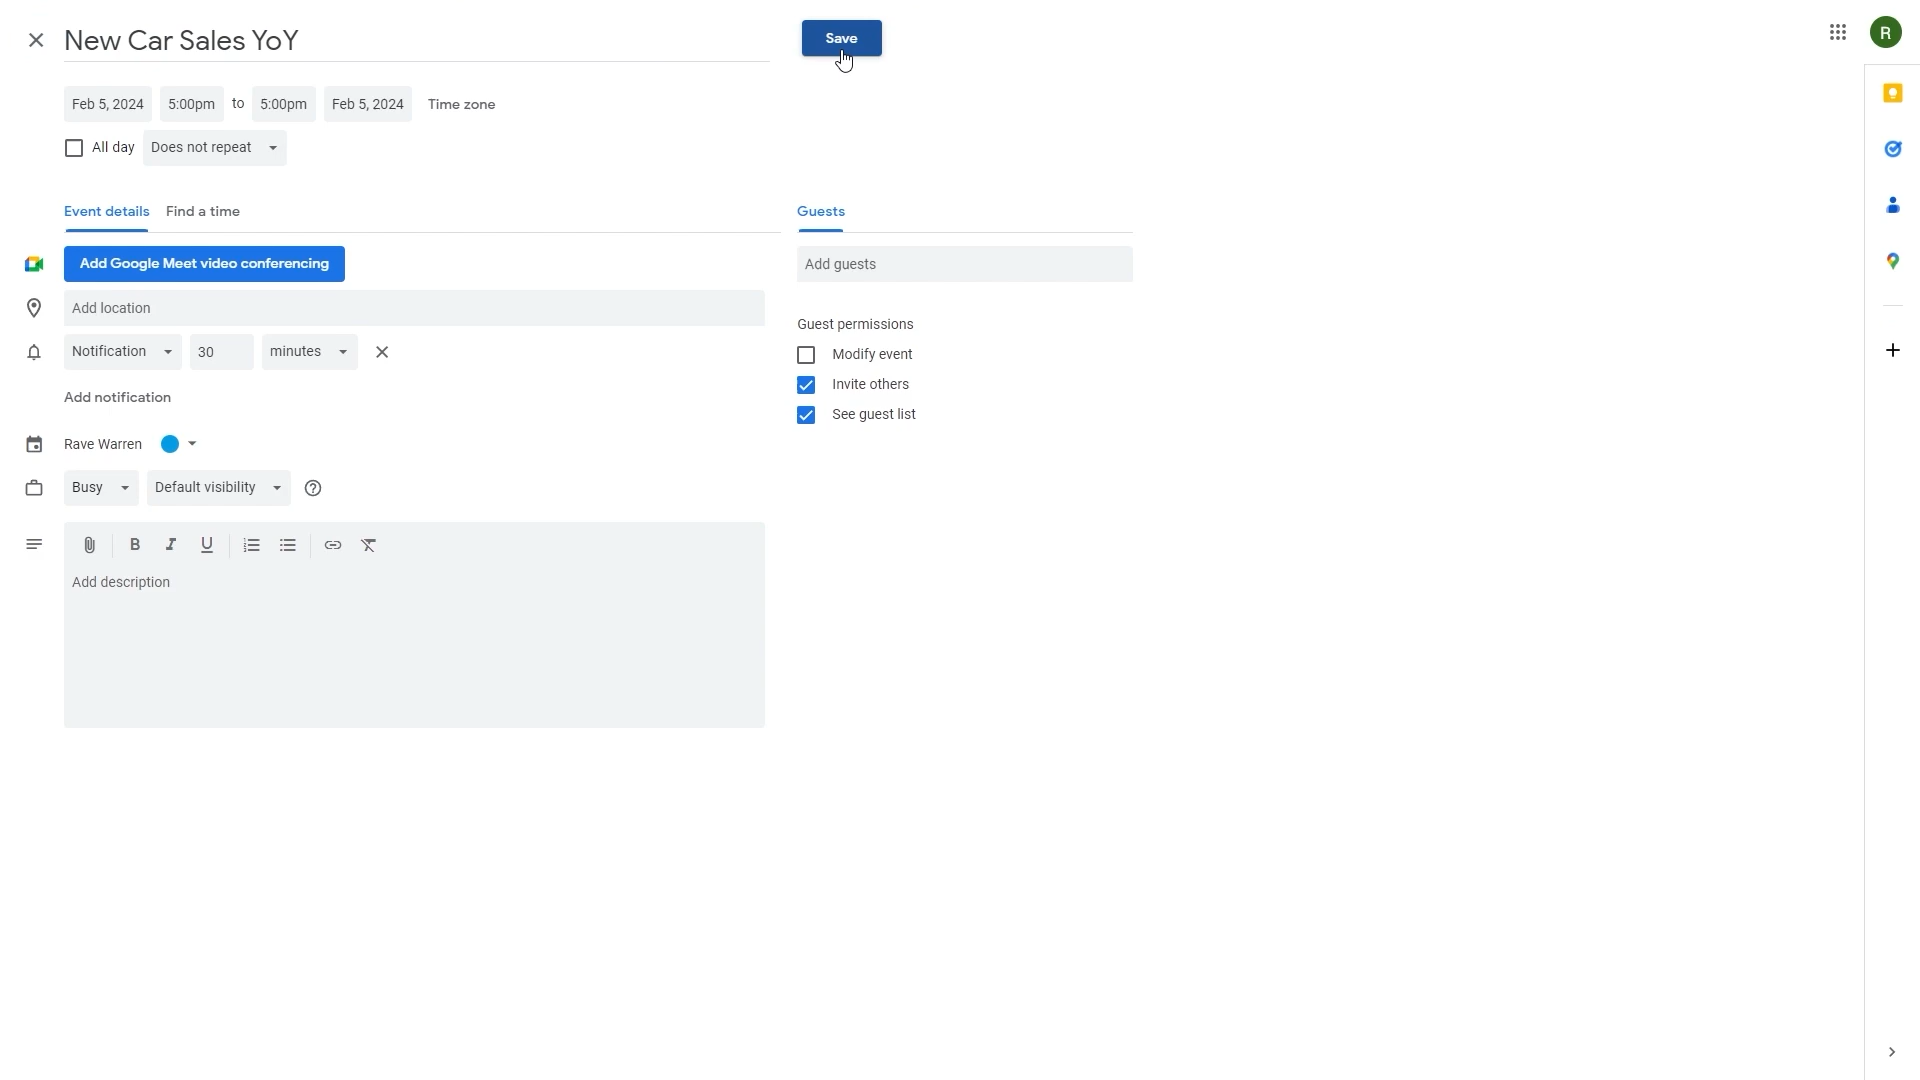 New Car Sales YoY
Save
R
Feb 5, 2024 5:00pm to 5:00pm Feb 5, 2024 Time zone
All day Does not repeat
Event details Find a time
Guests
Add Google Meet video conferencing
Add guests
Add location
Guest permissions
Notification 30 minutes
Modify event
Invite others
Add notification
See guest list
Rave Warren
Busy Default visibility
B I U
Add description